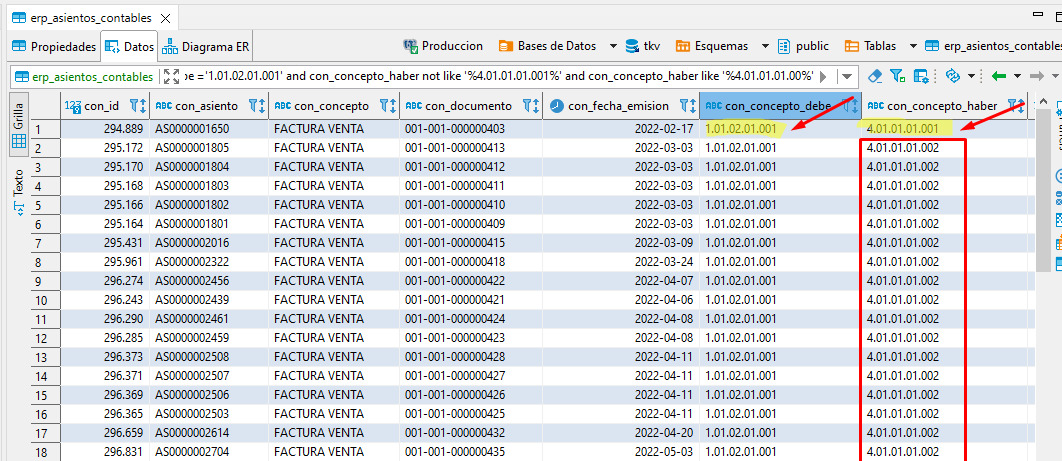 erp_asientos_contables
Propiedades Datos Diagrama ER Produccion Bases de Datos tkv Esquemas public Tablas erp_asientos_contables
erp_asientos_contables ='1.01.02.01.001' and con_concepto_haber not like '%4.01.01.01.001%' and con_concepto_haber like '%4.01.01.01.00%'
123 con_id ABC con_asiento ABC con_concepto ABC con_documento con_fecha_emision ABC con_concepto_debe ABC con_concepto_haber
Grilla
Texto
1 294.889 AS0000001650 FACTURA VENTA 001-001-000000403 2022-02-17 1.01.02.01.001 4.01.01.01.001
2 295.172 AS0000001805 FACTURA VENTA 001-001-000000413 2022-03-03 1.01.02.01.001 4.01.01.01.002
3 295.170 AS0000001804 FACTURA VENTA 001-001-000000412 2022-03-03 1.01.02.01.001 4.01.01.01.002
4 295.168 AS0000001803 FACTURA VENTA 001-001-000000411 2022-03-03 1.01.02.01.001 4.01.01.01.002
5 295.166 AS0000001802 FACTURA VENTA 001-001-000000410 2022-03-03 1.01.02.01.001 4.01.01.01.002
6 295.164 AS0000001801 FACTURA VENTA 001-001-000000409 2022-03-03 1.01.02.01.001 4.01.01.01.002
7 295.431 AS0000002016 FACTURA VENTA 001-001-000000415 2022-03-09 1.01.02.01.001 4.01.01.01.002
8 295.961 AS0000002322 FACTURA VENTA 001-001-000000418 2022-03-24 1.01.02.01.001 4.01.01.01.002
9 296.274 AS0000002456 FACTURA VENTA 001-001-000000422 2022-04-07 1.01.02.01.001 4.01.01.01.002
10 296.243 AS0000002439 FACTURA VENTA 001-001-000000421 2022-04-06 1.01.02.01.001 4.01.01.01.002
11 296.290 AS0000002461 FACTURA VENTA 001-001-000000424 2022-04-08 1.01.02.01.001 4.01.01.01.002
12 296.285 AS0000002459 FACTURA VENTA 001-001-000000423 2022-04-08 1.01.02.01.001 4.01.01.01.002
13 296.373 AS0000002508 FACTURA VENTA 001-001-000000428 2022-04-11 1.01.02.01.001 4.01.01.01.002
14 296.371 AS0000002507 FACTURA VENTA 001-001-000000427 2022-04-11 1.01.02.01.001 4.01.01.01.002
15 296.369 AS0000002506 FACTURA VENTA 001-001-000000426 2022-04-11 1.01.02.01.001 4.01.01.01.002
16 296.365 AS0000002503 FACTURA VENTA 001-001-000000425 2022-04-11 1.01.02.01.001 4.01.01.01.002
17 296.659 AS0000002614 FACTURA VENTA 001-001-000000432 2022-04-20 1.01.02.01.001 4.01.01.01.002
18 296.831 AS0000002704 FACTURA VENTA 001-001-000000435 2022-05-03 1.01.02.01.001 4.01.01.01.002